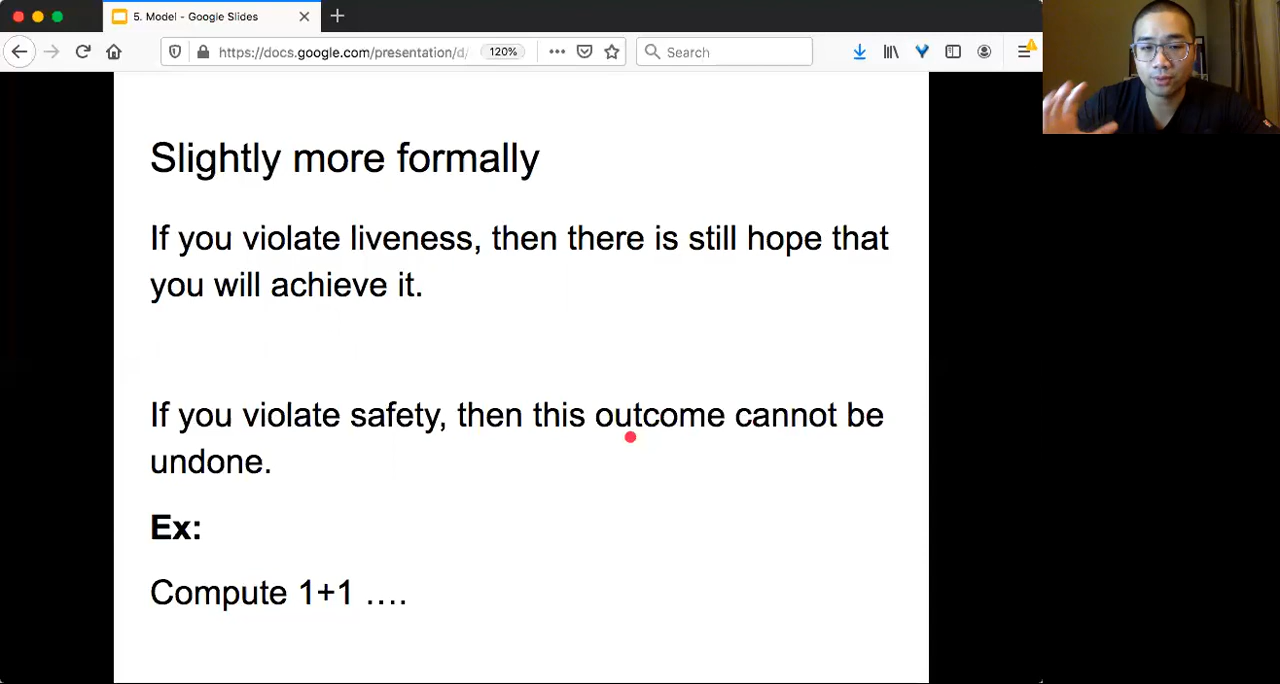 5. Model - Google Slides
https://docs.google.com/presentation/d/
120%
Search
Slightly more formally
If you violate liveness, then there is still hope that
you will achieve it.
If you violate safety, then this outcome cannot be
undone.
Ex:
Compute 1+1 ....